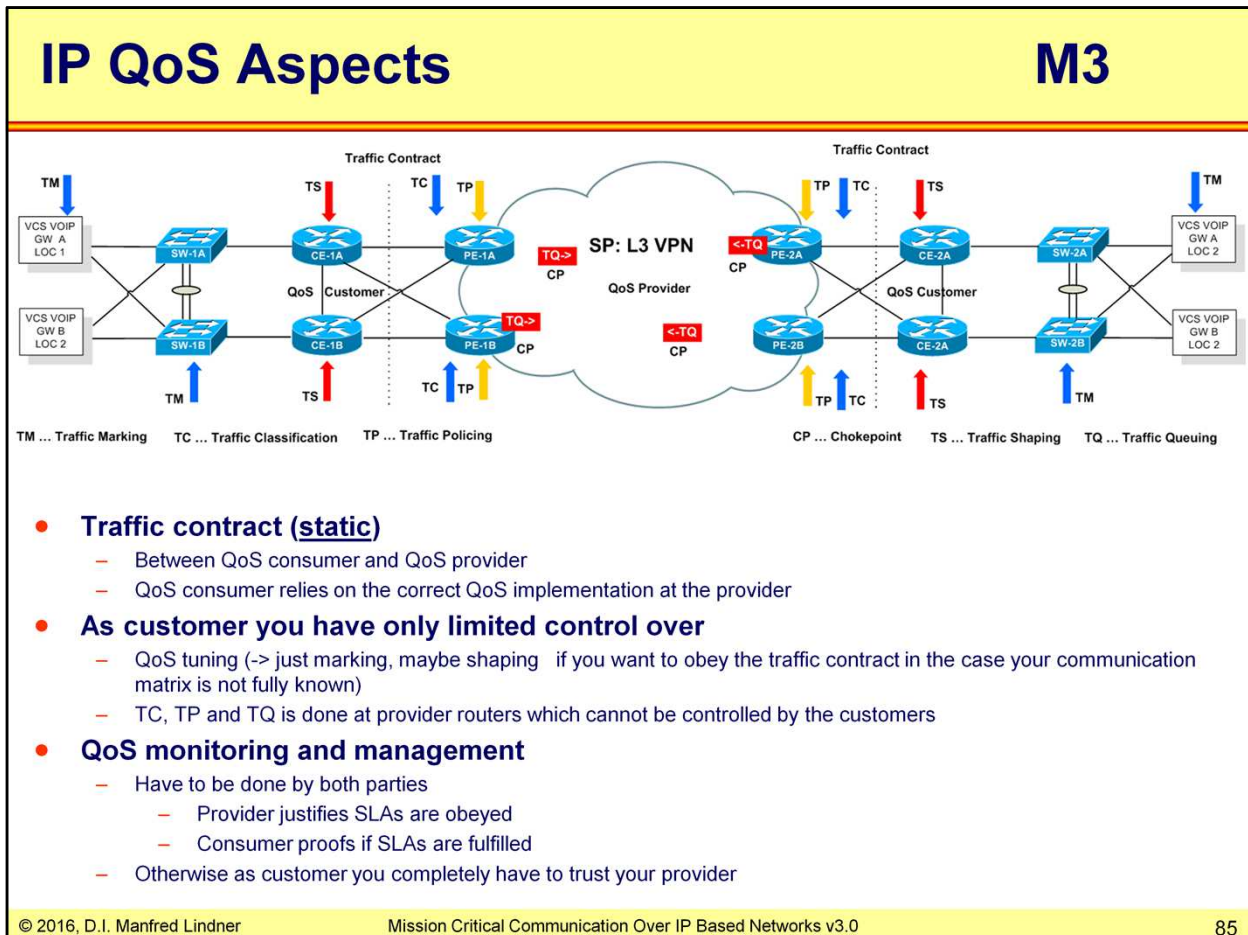 IP QoS Aspects M3
Traffic Contract
Traffic Contract
TM
TS
TC
TP
TP
TC
TS
TM
VCS VOIP
GW A
LOC 1
SW-1A
CE-1A
PE-1A
TQ->
CP
SP: L3 VPN
<-TQ
CP
PE-2A
CE-2A
SW-2A
VCS VOIP
GW A
LOC 2
QoS Customer
QoS Provider
QoS Customer
VCS VOIP
GW B
LOC 2
SW-1B
CE-1B
PE-1B
TQ->
CP
<-TQ
CP
PE-2B
CE-2A
SW-2B
VCS VOIP
GW B
LOC 2
TM
TS
TC
TP
TP
TC
TS
TM
TM ... Traffic Marking TC ... Traffic Classification TP ... Traffic Policing CP ... Chokepoint TS ... Traffic Shaping TQ ... Traffic Queuing
• Traffic contract (static)
– Between QoS consumer and QoS provider
– QoS consumer relies on the correct QoS implementation at the provider
• As customer you have only limited control over
– QoS tuning (-> just marking, maybe shaping if you want to obey the traffic contract in the case your communication
matrix is not fully known)
– TC, TP and TQ is done at provider routers which cannot be controlled by the customers
• QoS monitoring and management
– Have to be done by both parties
– Provider justifies SLAs are obeyed
– Consumer proofs if SLAs are fulfilled
– Otherwise as customer you completely have to trust your provider
© 2016, D.I. Manfred Lindner Mission Critical Communication Over IP Based Networks v3.0 85